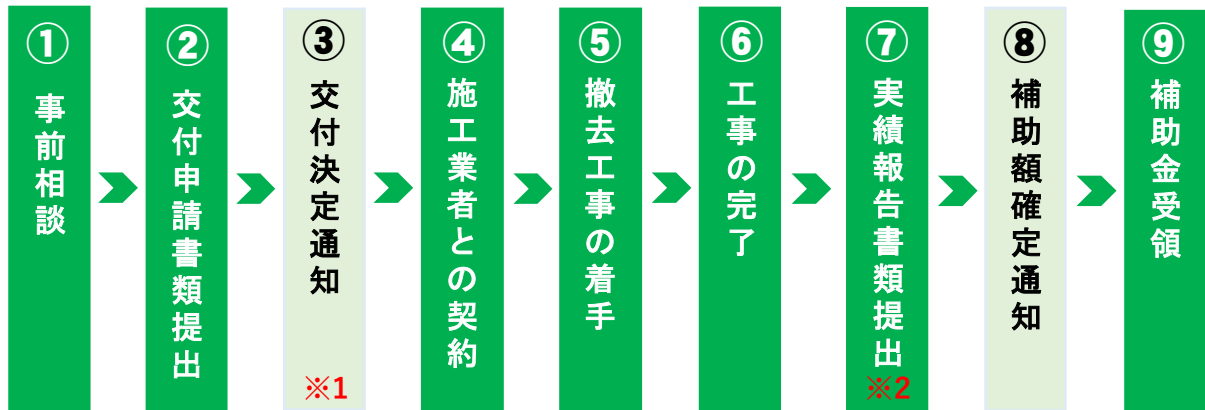 ①事前相談
②交付申請書類提出
③交付決定通知
※1
④施工業者との契約
⑤撤去工事の着手
⑥工事の完了
⑦実績報告書類提出
※2
⑧補助額確定通知
⑨補助金受領